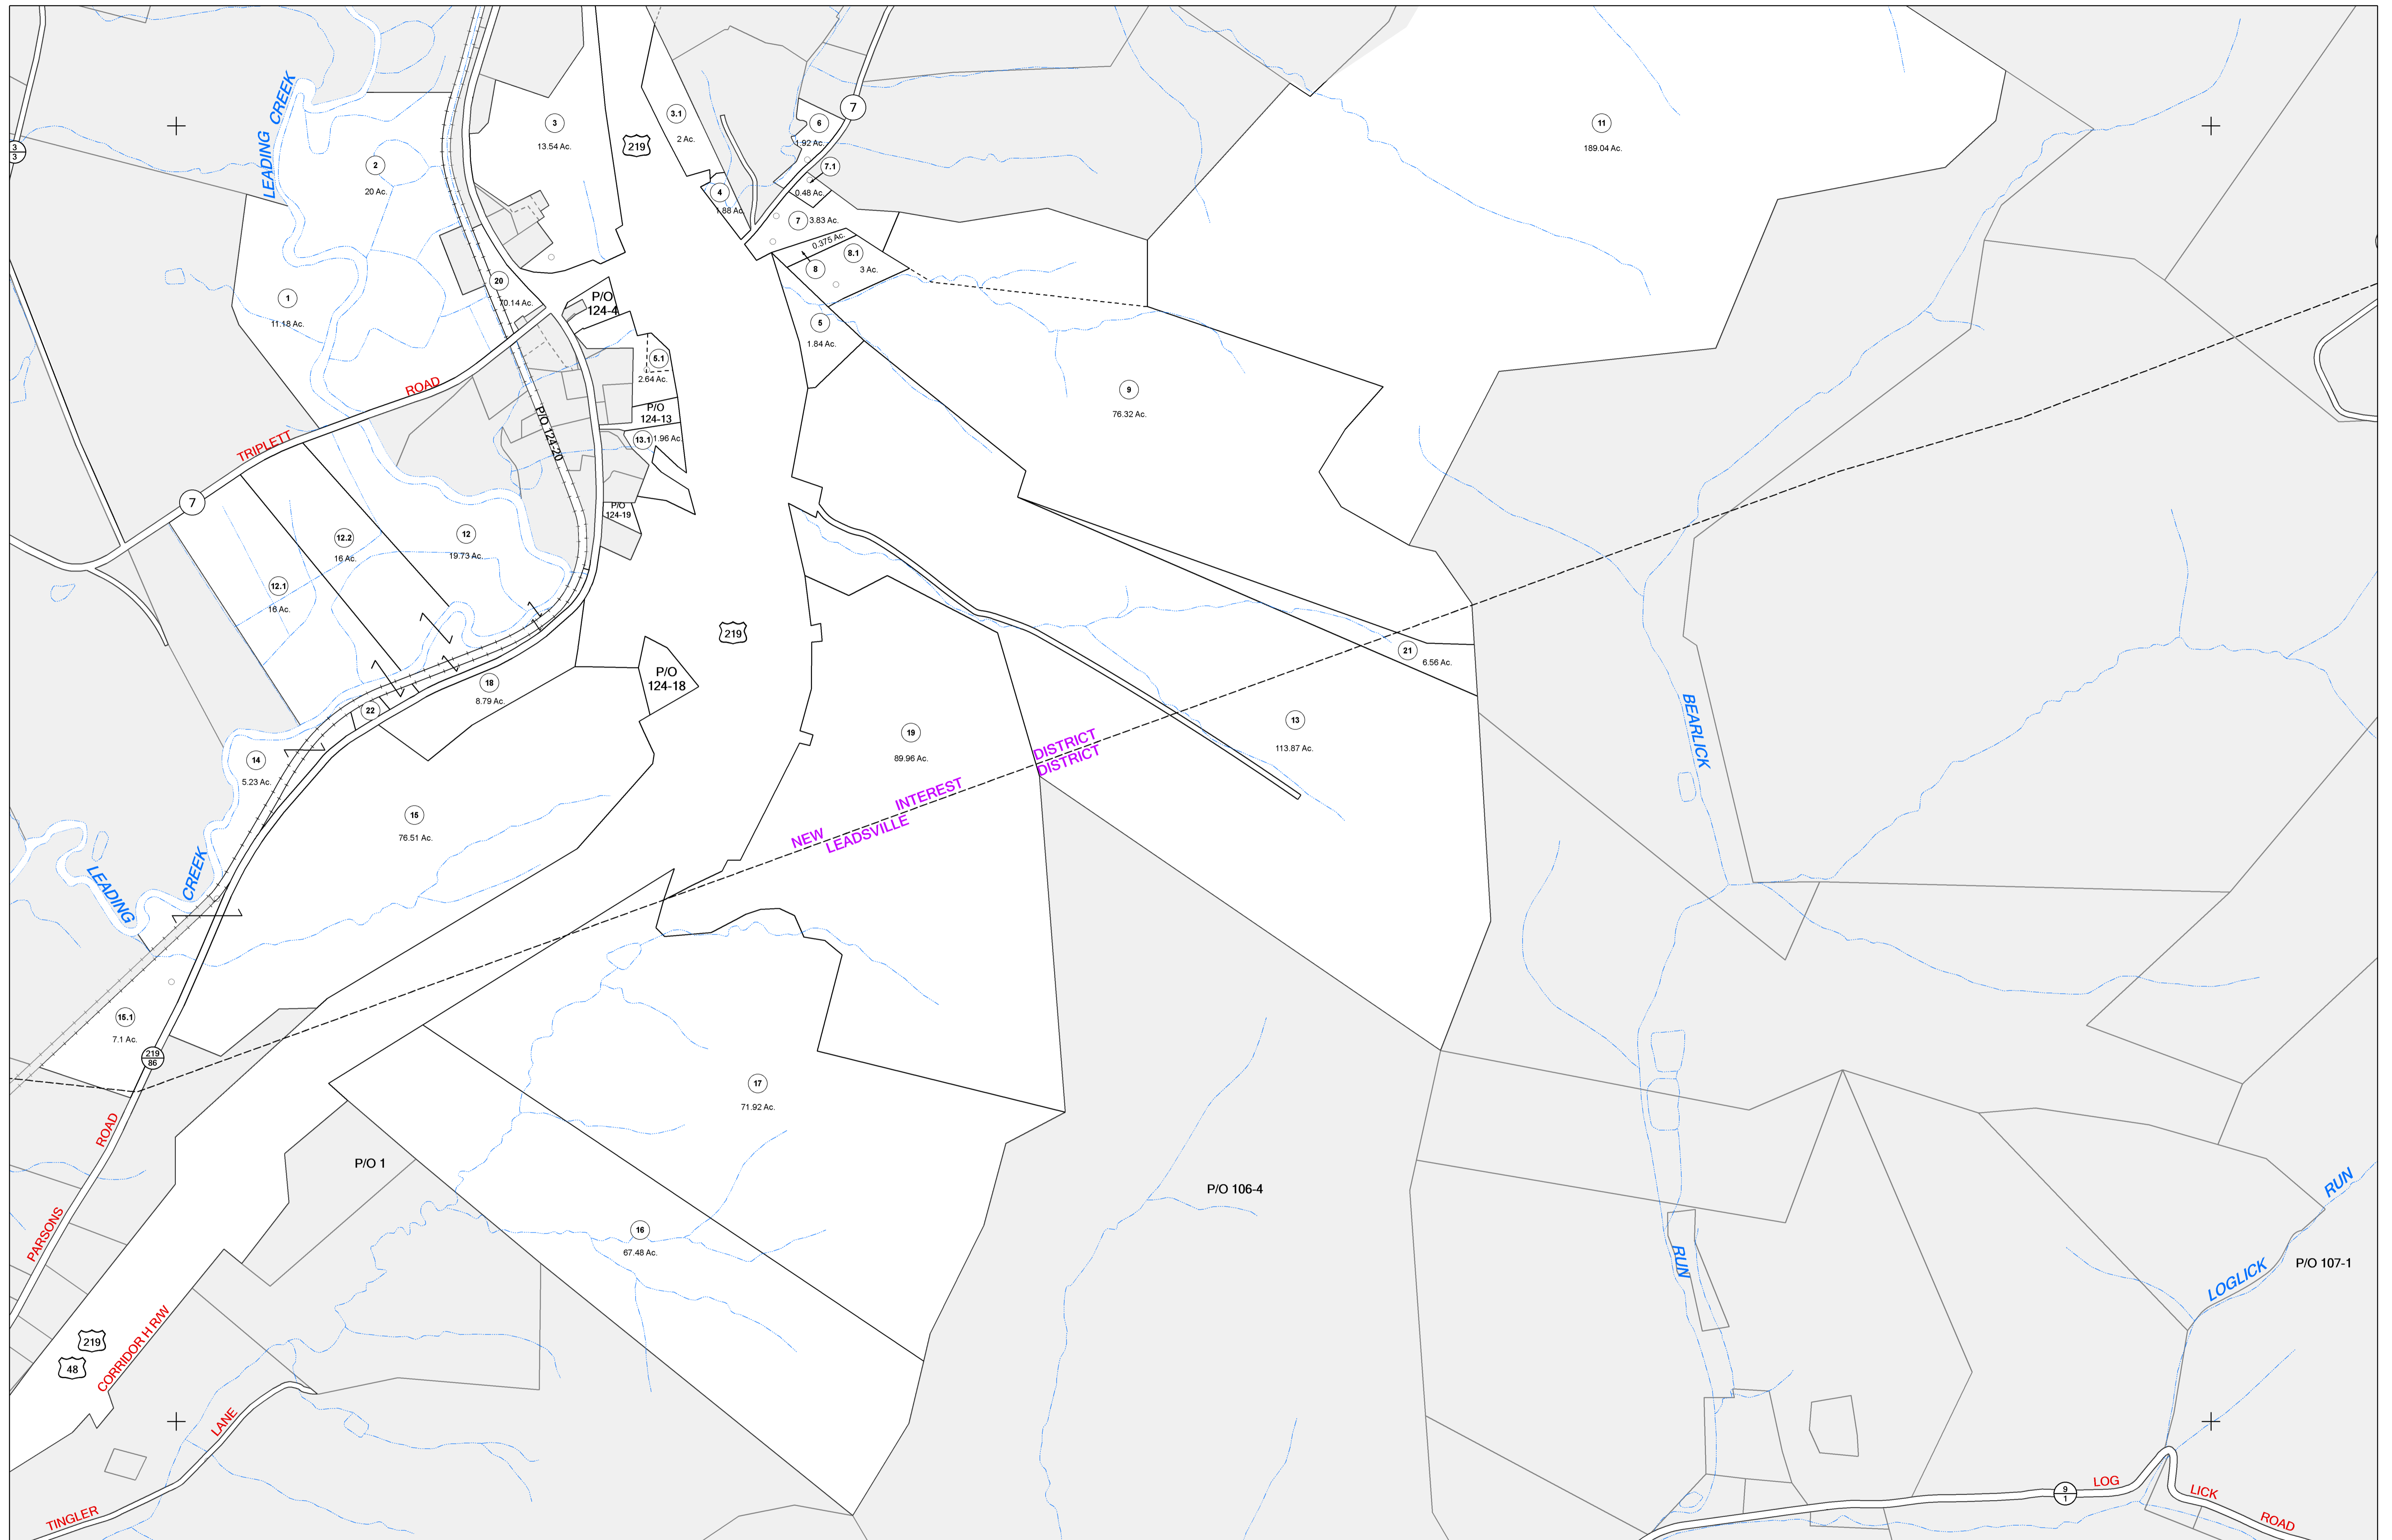 LEADING CREEK
3
3
2
20 Ac.
1
11.18 Ac.
3
13.54 Ac.
219
3.1
2 Ac.
4
1.88 Ac.
7
6
1.92 Ac.
7.1
0.48 Ac.
7
3.83 Ac.
0.375 Ac.
8
8.1
3 Ac.
5
1.84 Ac.
11
189.04 Ac.
20
70.14 Ac.
P/O
124-4
5.1
2.64 Ac.
P/O
124-13
13.1
1.96 Ac.
P/O
124-19
P/O 124-20
9
76.32 Ac.
TRIPLETT
ROAD
7
12.2
16 Ac.
12
19.73 Ac.
12.1
16 Ac.
219
P/O
124-18
18
8.79 Ac.
22
14
5.23 Ac.
15
76.51 Ac.
19
89.96 Ac.
21
6.56 Ac.
13
113.87 Ac.
NEW INTEREST DISTRICT
LEADSVILLE DISTRICT
BEARLICK
RUN
LEADING
CREEK
15.1
7.1 Ac.
219
86
PARSONS
ROAD
17
71.92 Ac.
P/O 1
16
67.48 Ac.
P/O 106-4
LOGLICK
RUN
P/O 107-1
219
48
CORRIDOR H R/W
TINGLER
LANE
9
1
LOG
LICK
ROAD